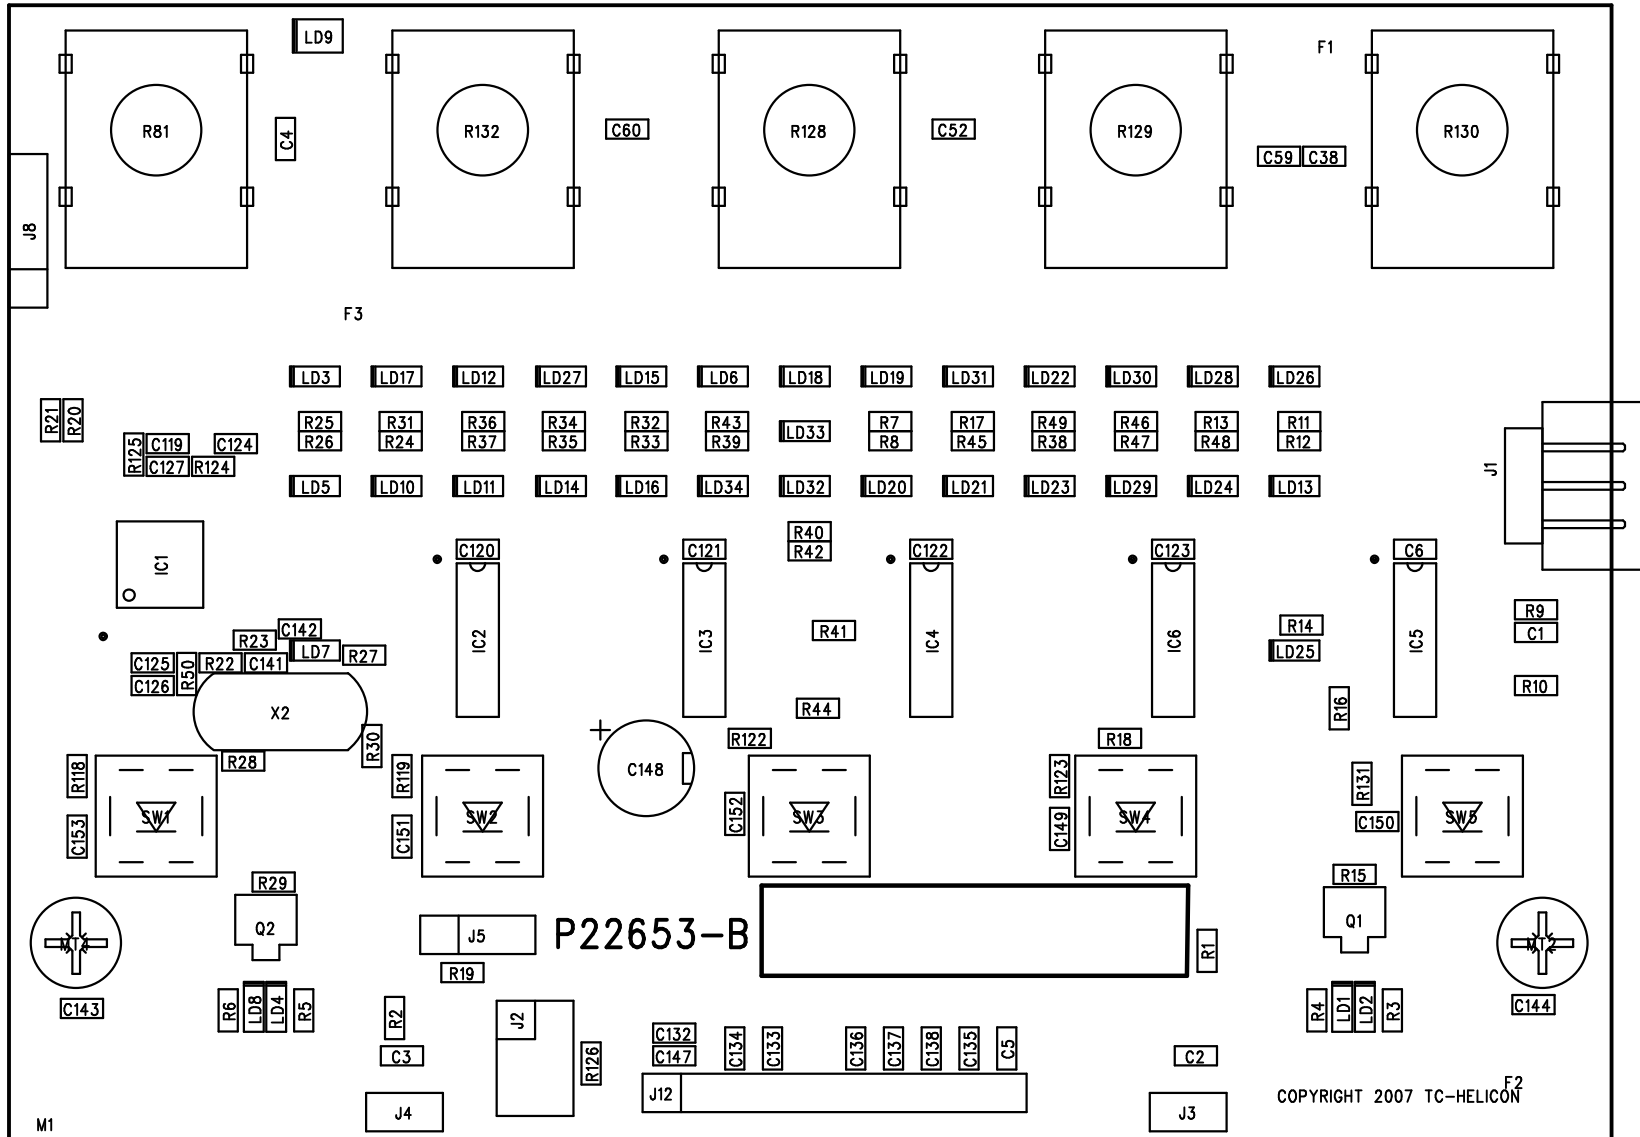 LD9
F1
R81
C4
R132
C60
R128
C52
R129
C59 C38
R130
J8
F3
LD3 LD17 LD12 LD27 LD15 LD6 LD18 LD19 LD31 LD22 LD30 LD28 LD26
R21 R20
R25 R31 R36 R34 R32 R43 R7 R17 R49 R46 R13 R11
LD33
R26 R24 R37 R35 R33 R39 R8 R45 R38 R47 R48 R12
R125 C119 C124
C127 R124
J1
LD5 LD10 LD11 LD14 LD16 LD34 LD32 LD20 LD21 LD23 LD29 LD24 LD13
R40
R42
C120 C121 C122 C123 C6
IC1
R9
C1
R23 C142
LD7 R27
IC2 IC3 R41 IC4 IC6 R14
LD25
IC5
C125 R50 R22 C141
C126
R10
X2
R44
R16
R30
R122 R18
R28
R118 R119 C148 R123 R131
SW1 SW2 SW3 SW4 SW5
C153 C151 C152 C149 C150
R29 R15
MT4 Q2 J5 P22653-B R1 Q1 MT2
R19
C143 R6 LD8 LD4 R5 R2 J2 R4 LD1 LD2 R3 C144
C132
C147 C134 C133 C136 C137 C138 C135 C5
C3 R126 C2
J12
F2
COPYRIGHT 2007 TC-HELICON
J4 J3
M1